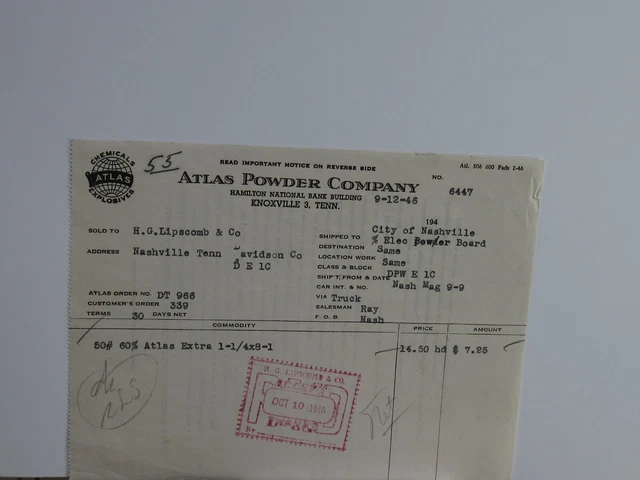 CHEMICALS
ATLAS
EXPLOSIVES
55
READ IMPORTANT NOTICE ON REVERSE SIDE
Atl. 506 600 Pads 1-46
ATLAS POWDER COMPANY
NO. 6447
HAMILTON NATIONAL BANK BUILDING
KNOXVILLE 3, TENN.
9-12-46
194
SOLD TO H.G.Lipscomb & Co
SHIPPED TO City of Nashville
% Elec Power Board
ADDRESS Nashville Tenn Davidson Co
D E 1C
DESTINATION Same
LOCATION WORK Same
CLASS & BLOCK DPW E 1C
SHIP'T. FROM & DATE Nash Mag 9-9
CAR INT. & NO.
ATLAS ORDER NO. DT 966
VIA Truck
CUSTOMER'S ORDER 339
SALESMAN Ray
TERMS 30 DAYS NET
F. O. B. Nash
COMMODITY PRICE AMOUNT
50# 60% Atlas Extra 1-1/4x8-1 14.50 hd $ 7.25
H. G. LIPSCOMB & CO.
OCT 10 1946